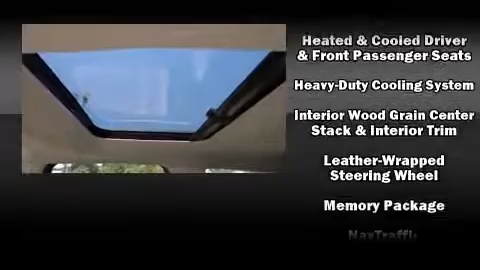 Heated & Cooled Driver
& Front Passenger Seats
Heavy-Duty Cooling System
Interior Wood Grain Center
Stack & Interior Trim
Leather-Wrapped
Steering Wheel
Memory Package
NavTraffic